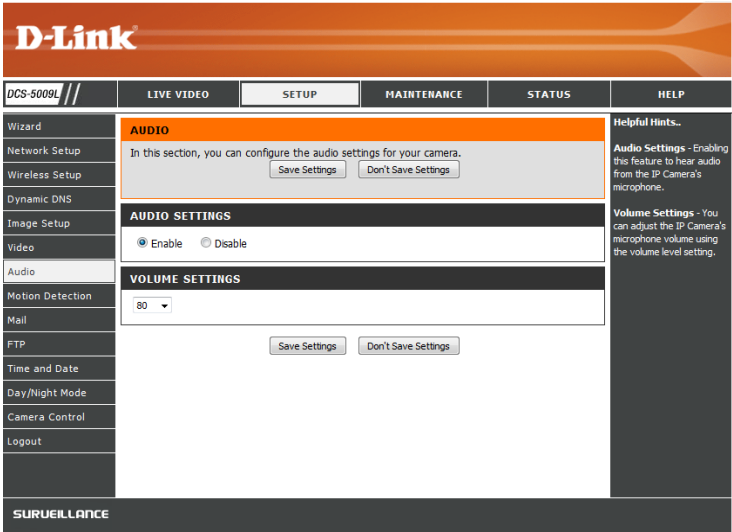 D-Link
DCS-5009L
LIVE VIDEO
SETUP
MAINTENANCE
STATUS
HELP
Wizard
Network Setup
Wireless Setup
Dynamic DNS
Image Setup
Video
Audio
Motion Detection
Mail
FTP
Time and Date
Day/Night Mode
Camera Control
Logout
AUDIO
In this section, you can configure the audio settings for your camera.
Save Settings
Don't Save Settings
AUDIO SETTINGS
Enable
Disable
VOLUME SETTINGS
80
Save Settings
Don't Save Settings
Helpful Hints..
Audio Settings - Enabling
this feature to hear audio
from the IP Camera's
microphone.
Volume Settings - You
can adjust the IP Camera's
microphone volume using
the volume level setting.
SURVEILLANCE